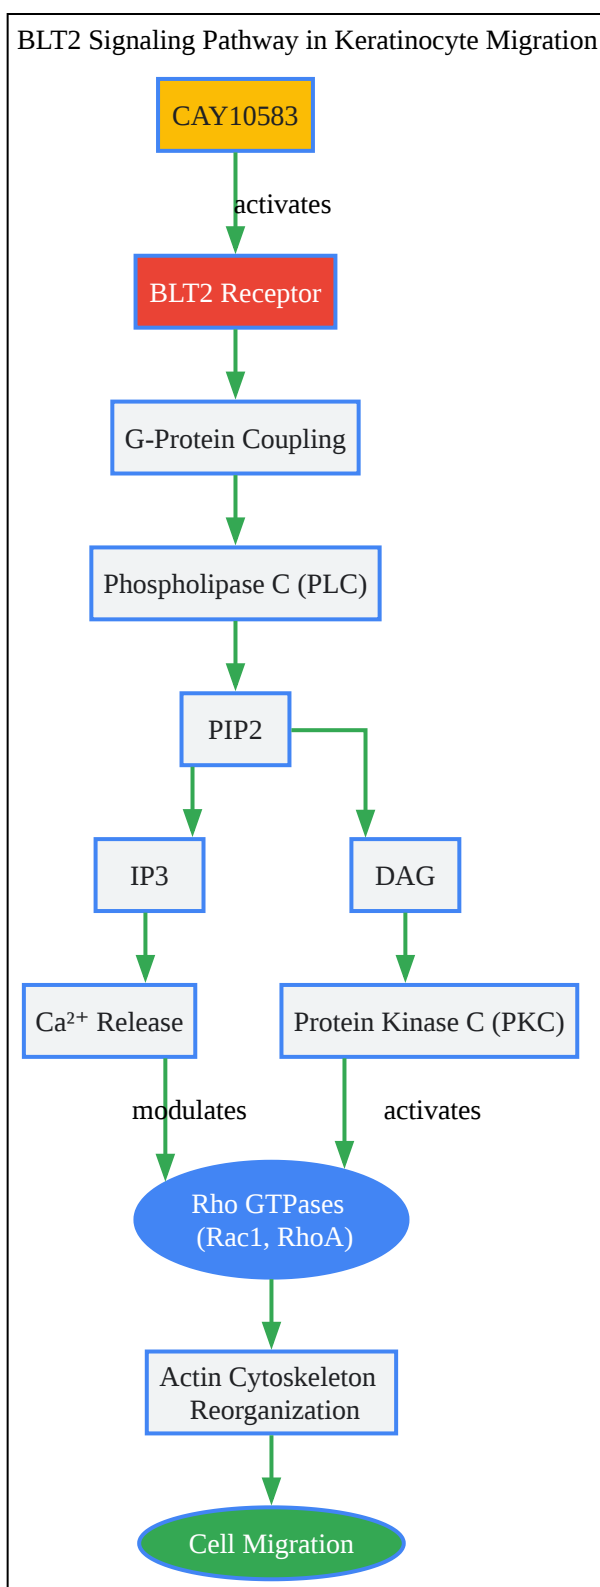 BLT2 Signaling Pathway in Keratinocyte Migration
CAY10583
activates
BLT2 Receptor
G-Protein Coupling
Phospholipase C (PLC)
PIP2
IP3
DAG
Ca²⁺ Release
Protein Kinase C (PKC)
modulates
activates
Rho GTPases
(Rac1, RhoA)
Actin Cytoskeleton
Reorganization
Cell Migration